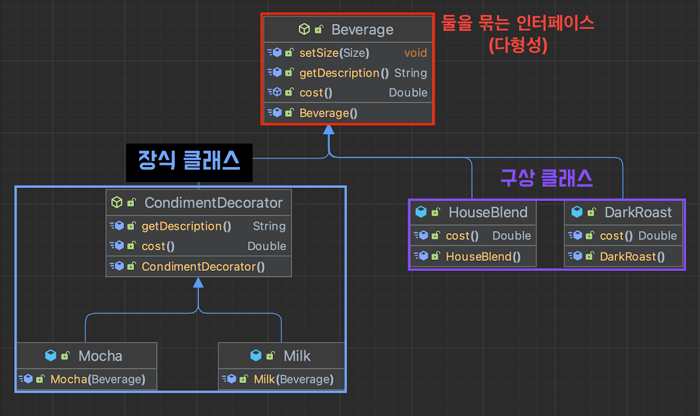 Beverage
setSize(Size) void
getDescription() String
cost() Double
Beverage()
둘을 묶는 인터페이스
(다형성)
장식 클래스
구상 클래스
CondimentDecorator
getDescription() String
cost() Double
CondimentDecorator()
HouseBlend
cost() Double
HouseBlend()
DarkRoast
cost() Double
DarkRoast()
Mocha
Mocha(Beverage)
Milk
Milk(Beverage)